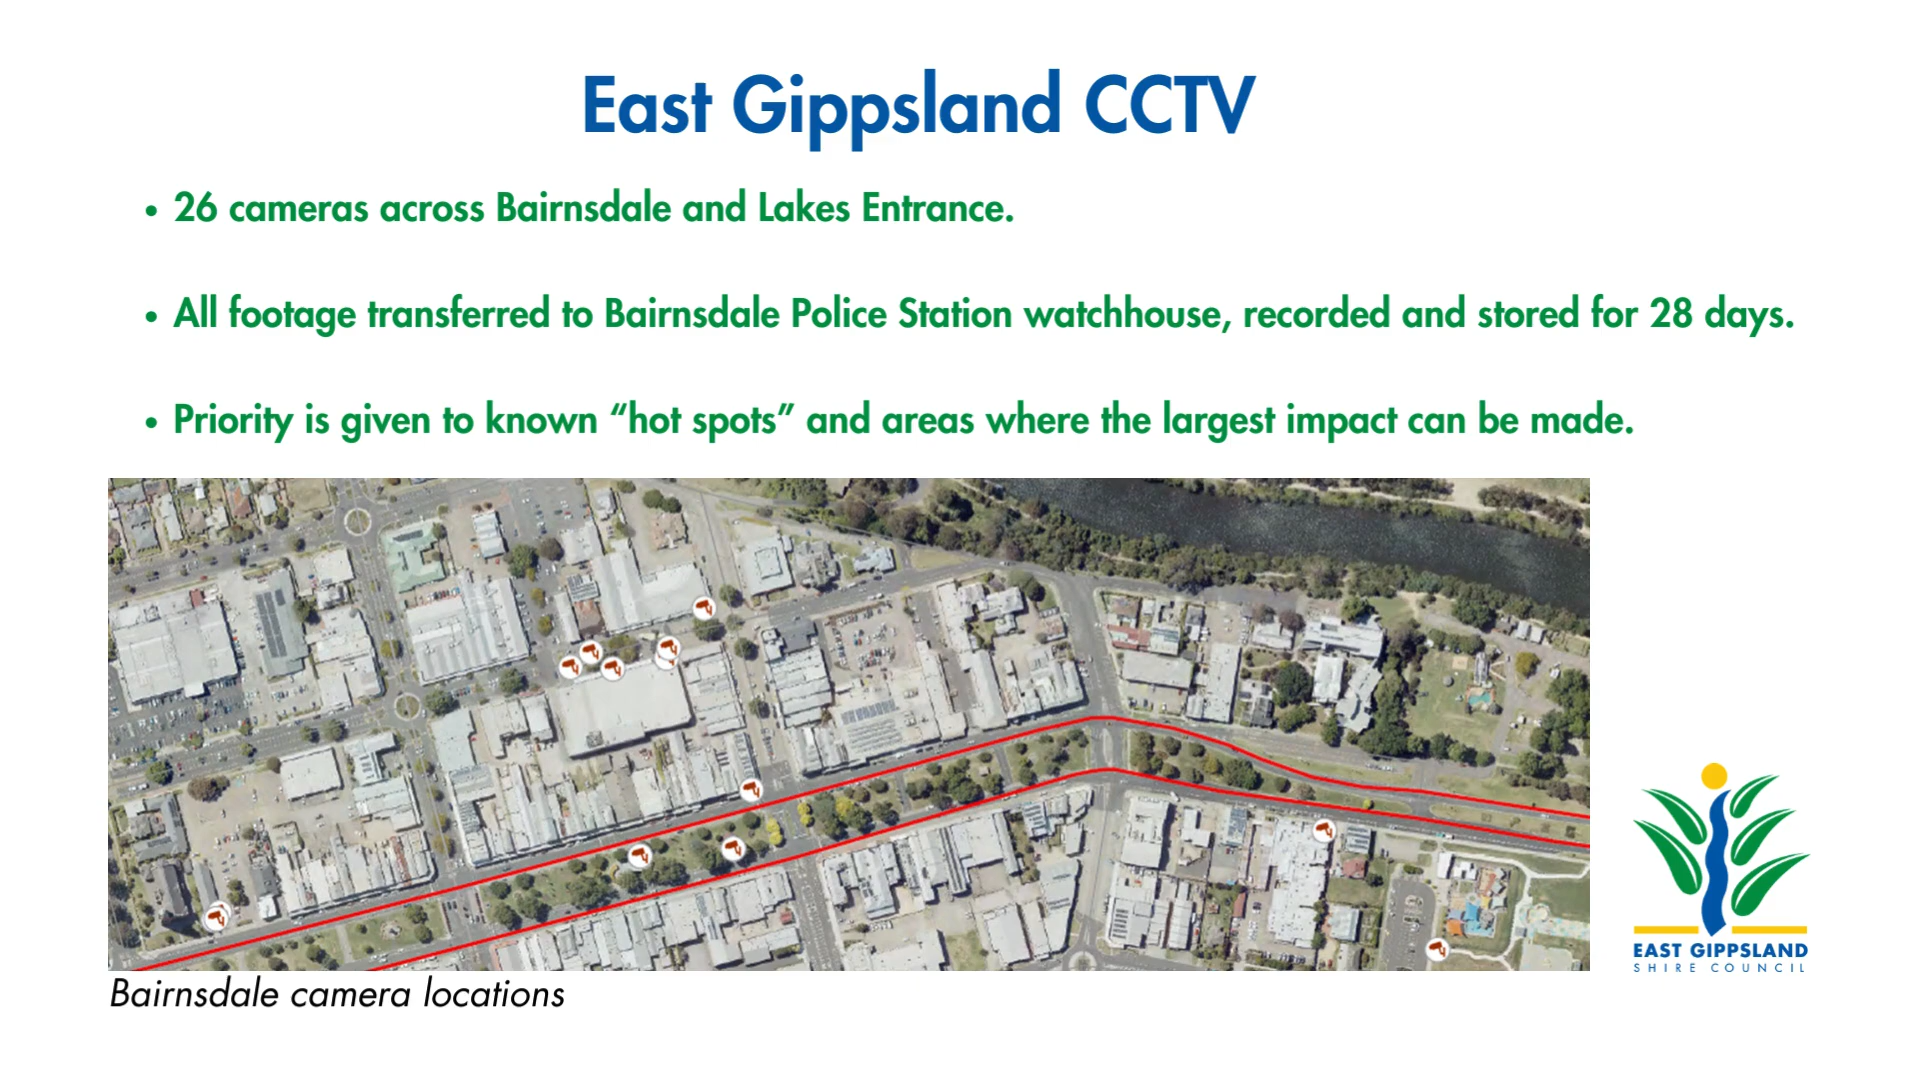 East Gippsland CCTV
• 26 cameras across Bairnsdale and Lakes Entrance.
• All footage transferred to Bairnsdale Police Station watchhouse, recorded and stored for 28 days.
• Priority is given to known “hot spots” and areas where the largest impact can be made.
EAST GIPPSLAND
SHIRE COUNCIL
Bairnsdale camera locations